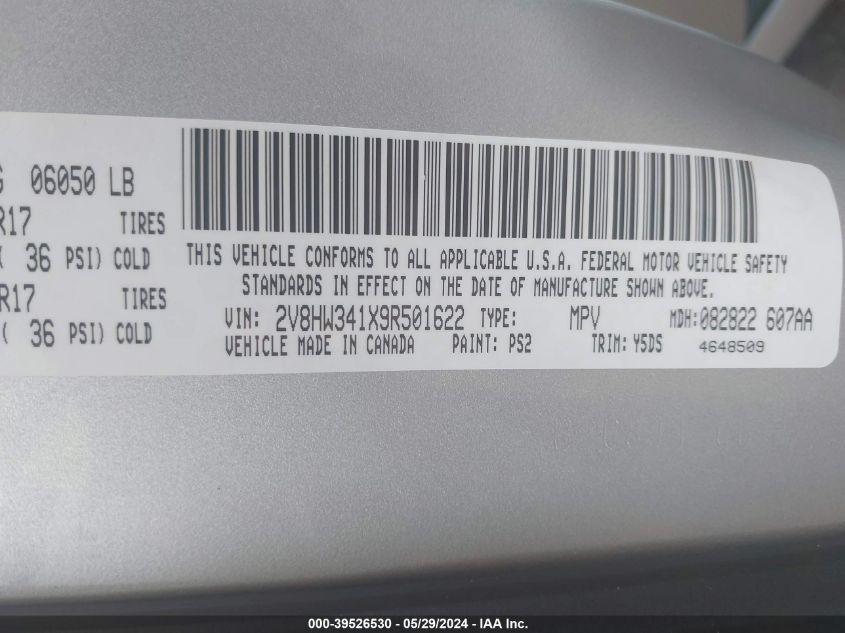 06050 LB
R17 TIRES
( 36 PSI) COLD
R17 TIRES
( 36 PSI) COLD
THIS VEHICLE CONFORMS TO ALL APPLICABLE U.S.A. FEDERAL MOTOR VEHICLE SAFETY
STANDARDS IN EFFECT ON THE DATE OF MANUFACTURE SHOWN ABOVE.
VIN: 2V8HW341X9R501622 TYPE: MPV MDH:082822 607AA
VEHICLE MADE IN CANADA PAINT: PS2 TRIM: Y5DS 4648509
000-39526530 - 05/29/2024 - IAA Inc.